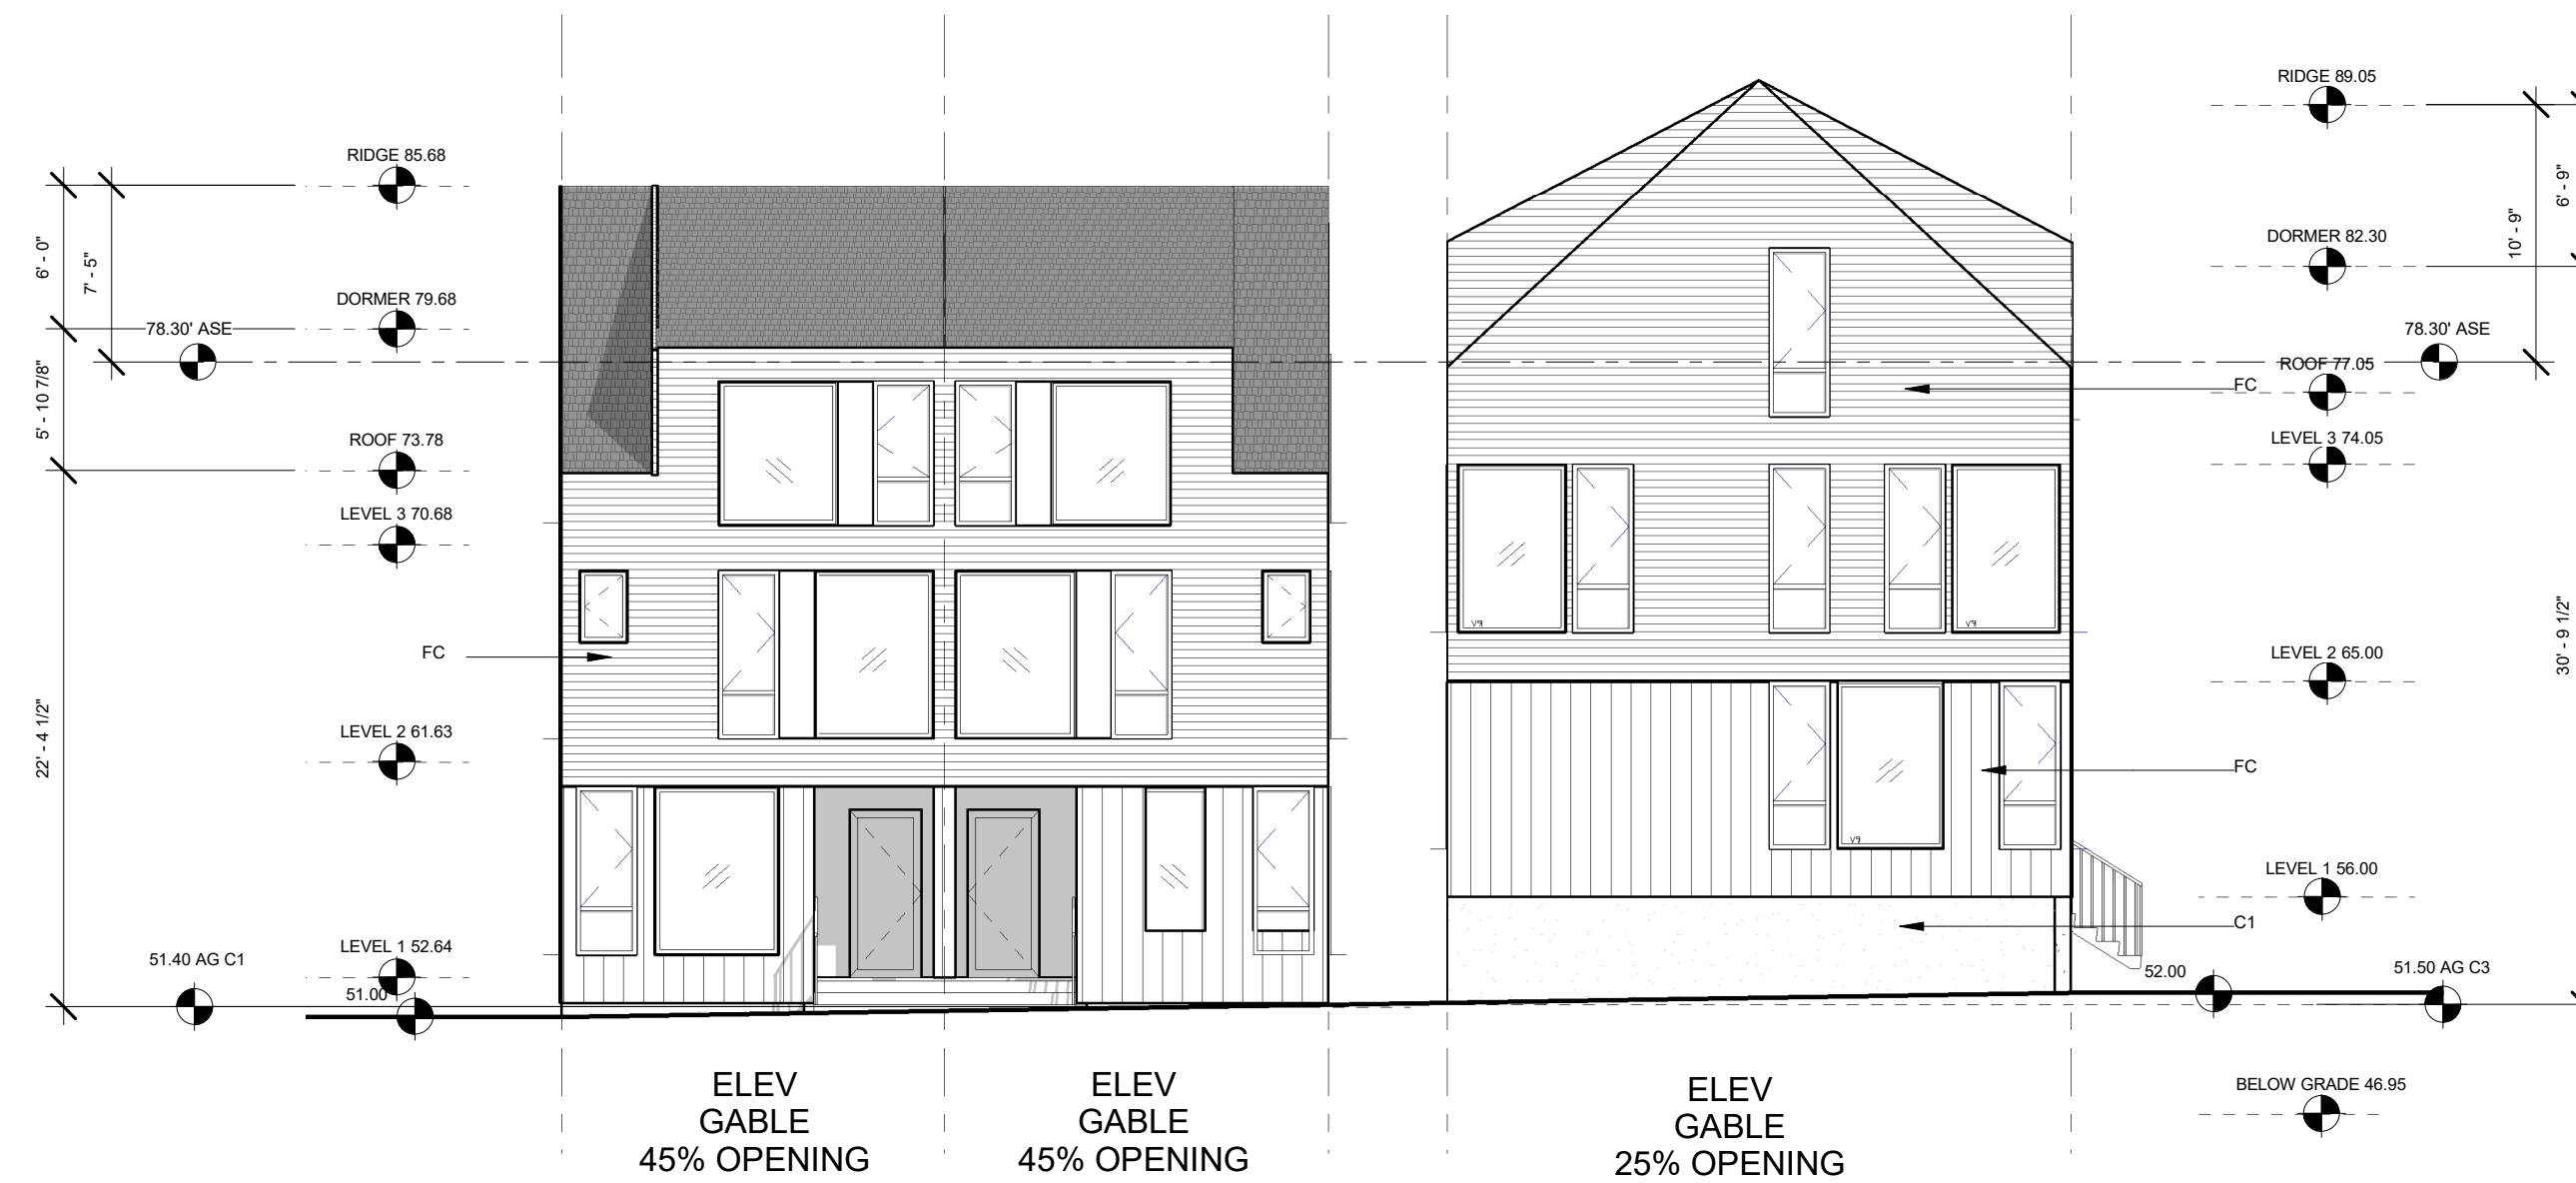 RIDGE 89.05
RIDGE 85.68
6' - 9"
10' - 9"
DORMER 82.30
6' - 0"
7' - 5"
DORMER 79.68
78.30' ASE
78.30' ASE
ROOF 77.05
FC
5' - 10 7/8"
ROOF 73.78
LEVEL 3 74.05
LEVEL 3 70.68
30' - 9 1/2"
FC
LEVEL 2 65.00
22' - 4 1/2"
LEVEL 2 61.63
FC
LEVEL 1 56.00
C1
LEVEL 1 52.64
51.40 AG C1
51.00
52.00
51.50 AG C3
ELEV
GABLE
45% OPENING
ELEV
GABLE
45% OPENING
ELEV
GABLE
25% OPENING
BELOW GRADE 46.95